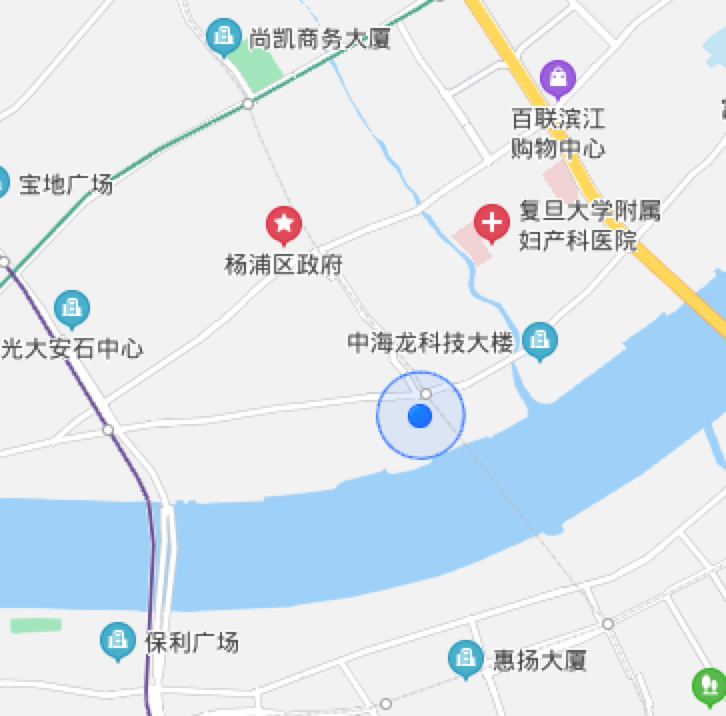 尚凯商务大厦
百联滨江
购物中心
宝地广场
复旦大学附属
妇产科医院
杨浦区政府
光大安石中心
中海龙科技大楼
保利广场
惠扬大厦